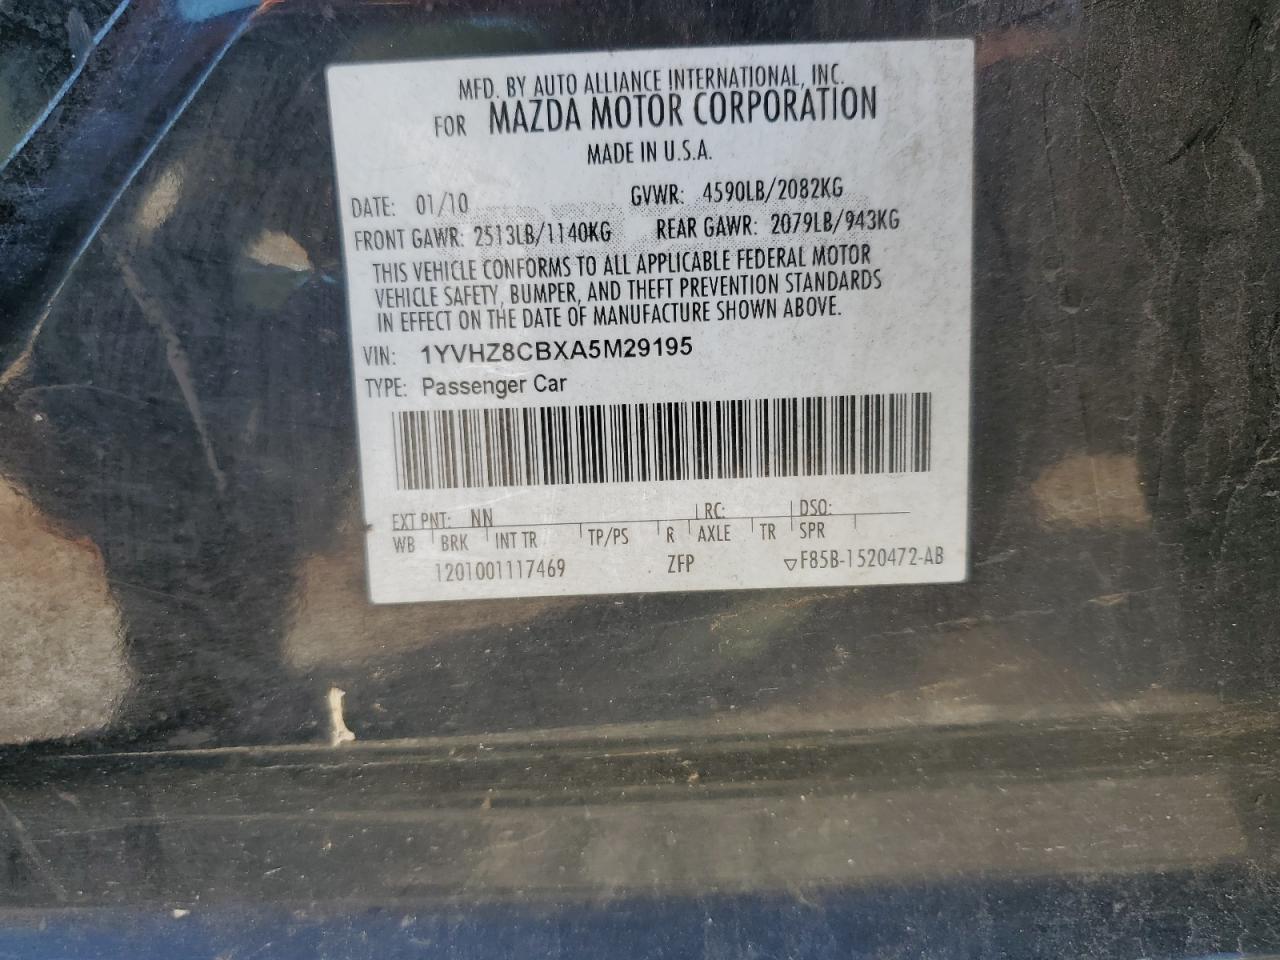 MFD. BY AUTO ALLIANCE INTERNATIONAL, INC.
FOR MAZDA MOTOR CORPORATION
MADE IN U.S.A.
DATE: 01/10 GVWR: 4590LB/2082KG
FRONT GAWR: 2513LB/1140KG REAR GAWR: 2079LB/943KG
THIS VEHICLE CONFORMS TO ALL APPLICABLE FEDERAL MOTOR
VEHICLE SAFETY, BUMPER, AND THEFT PREVENTION STANDARDS
IN EFFECT ON THE DATE OF MANUFACTURE SHOWN ABOVE.
VIN: 1YVHZ8CBXA5M29195
TYPE: Passenger Car
EXT PNT: NN RC: DSO:
WB BRK INT TR TP/PS R AXLE TR SPR
1201001117469 ZFP ▽F85B-1520472-AB